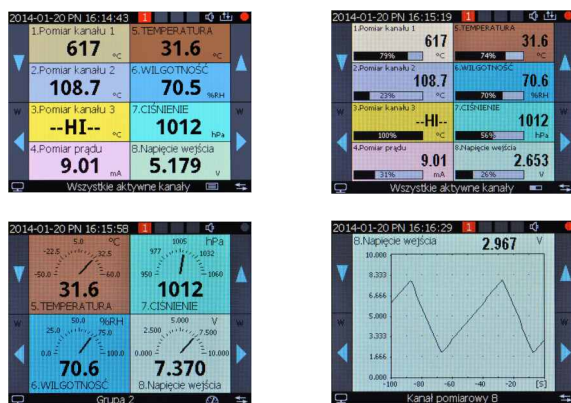 2014-01-20 PN 16:14:43 1
1.Pomiar kanału 1 617 °C
5.TEMPERATURA 31.6 °C
2.Pomiar kanału 2 108.7 °C
6.WILGOTNOŚĆ 70.5 %RH
3.Pomiar kanału 3 --HI-- °C
7.CIŚNIENIE 1012 hPa
4.Pomiar prądu 9.01 mA
8.Napięcie wejścia 5.179 V
W W
Wszystkie aktywne kanały
2014-01-20 PN 16:15:19 1
1.Pomiar kanału 1 617 79% °C
5.TEMPERATURA 31.6 74% °C
2.Pomiar kanału 2 108.7 23% °C
6.WILGOTNOŚĆ 70.6 70% %RH
3.Pomiar kanału 3 --HI-- 100% °C
7.CIŚNIENIE 1012 56% hPa
4.Pomiar prądu 9.01 31% mA
8.Napięcie wejścia 2.653 26% V
W W
Wszystkie aktywne kanały
2014-01-20 PN 16:15:58 1
-50.0 -22.5 5.0 32.5 60.0 °C
31.6
5.TEMPERATURA
950 977 1005 1032 1060 hPa
1012
7.CIŚNIENIE
0.0 25.0 50.0 75.0 100.0 %RH
70.6
6.WILGOTNOŚĆ
0.000 2.500 5.000 7.500 10.000 V
7.370
8.Napięcie wejścia
W W
Grupa 2
2014-01-20 PN 16:16:29 1
8.Napięcie wejścia 2.967 V
10.000
8.333
6.666
5.000
3.333
1.666
0.000
-100 -80 -60 -40 -20 [S]
W W
Kanał pomiarowy 8